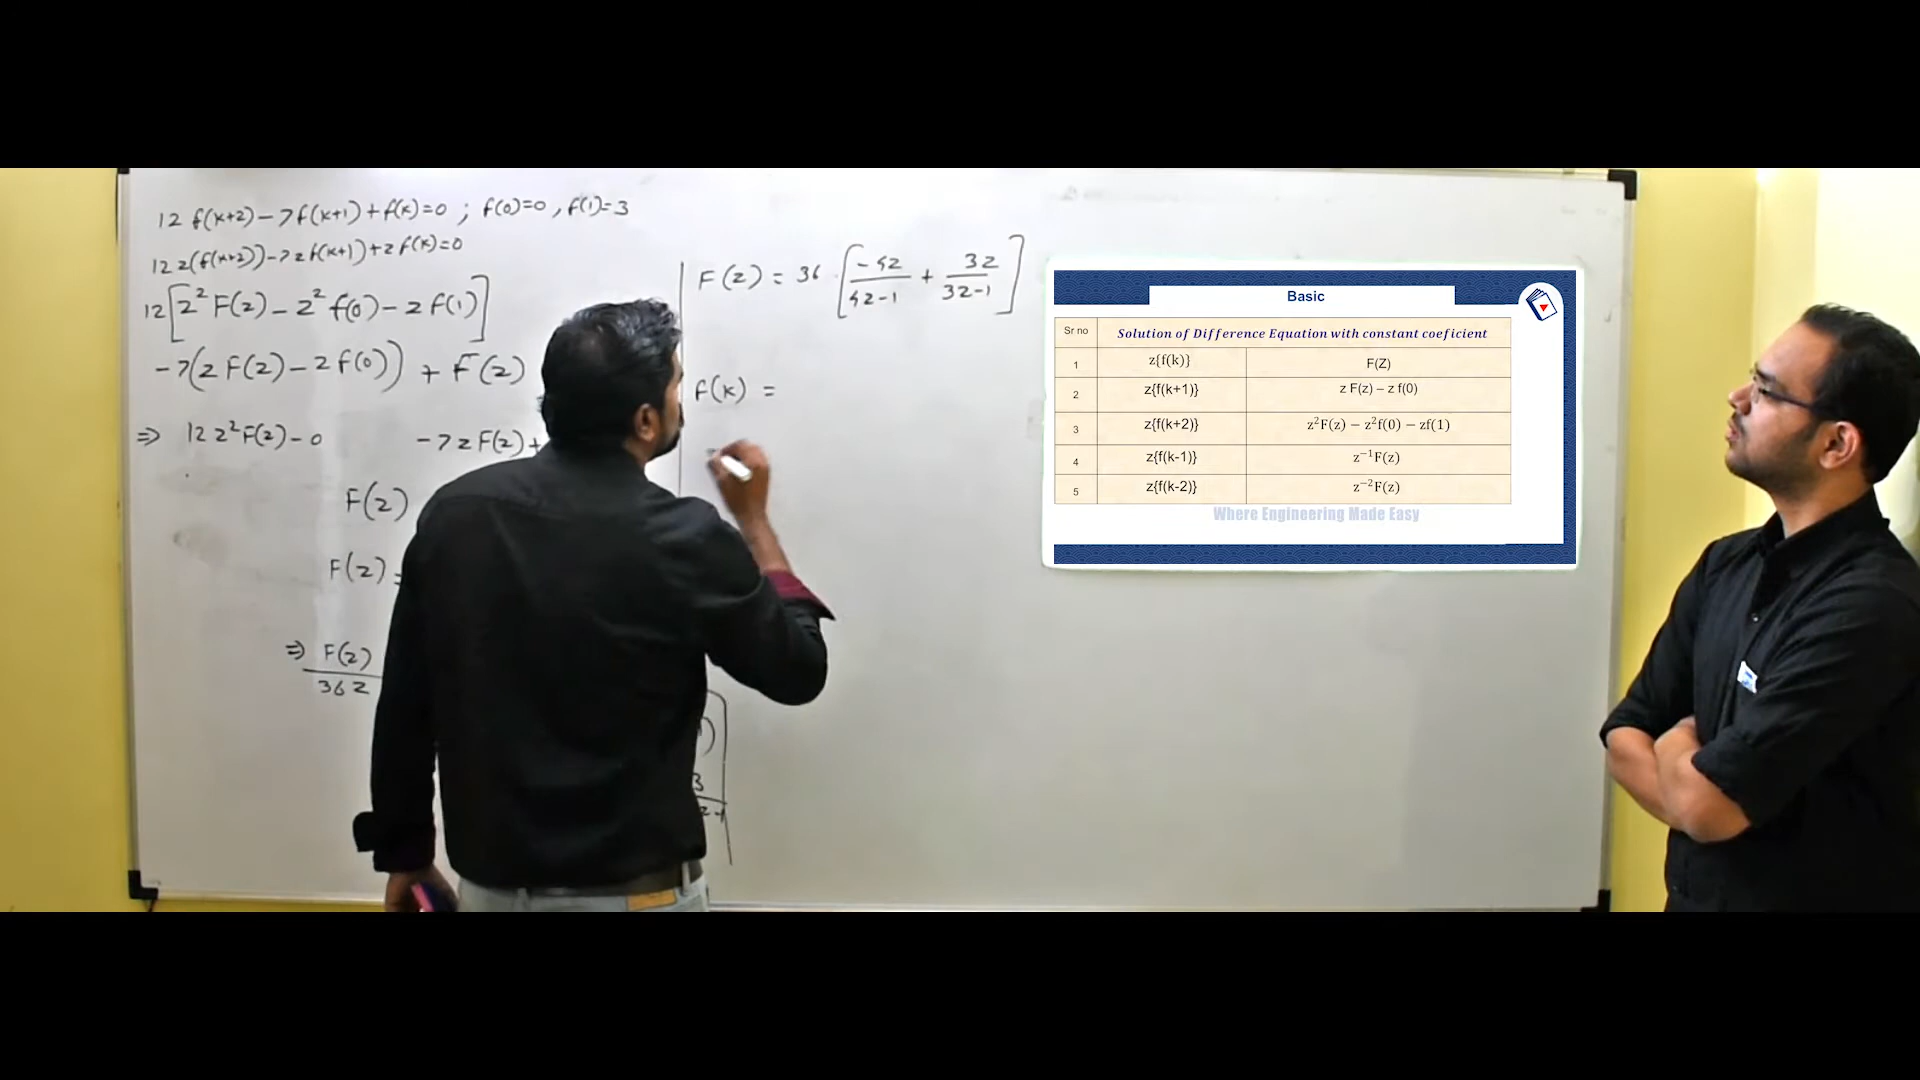 12 f(k+2) - 7f(k+1) + f(k) = 0 ; f(0)=0 , f(1)=3
12 z(f(k+2)) - 7 z f(k+1) + z f(k) = 0
12 [z² F(z) - z² f(0) - z f(1)]
- 7(z F(z) - z f(0)) + F(z)
⇒ 12 z² F(z) - 0 - 7 z F(z) +
F(z)
F(z) =
⇒ F(z)
36 z
)
3
z-1
F(z) = 36 [ -4z / 4z-1 + 3z / 3z-1 ]
f(k) =
Basic
Sr no Solution of Difference Equation with constant coeficient
1 z{f(k)} F(Z)
2 z{f(k+1)} z F(z) – z f(0)
3 z{f(k+2)} z²F(z) − z²f(0) − zf(1)
4 z{f(k-1)} z⁻¹F(z)
5 z{f(k-2)} z⁻²F(z)
Where Engineering Made Easy